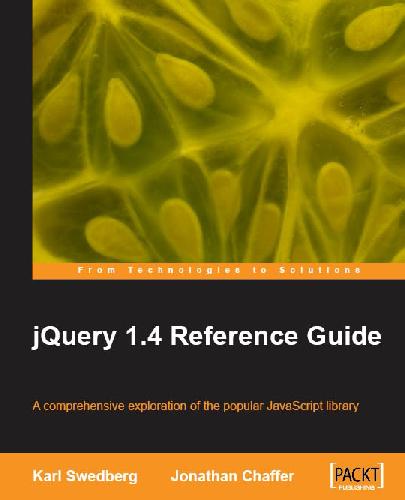 From Technologies to Solutions
jQuery 1.4 Reference Guide
A comprehensive exploration of the popular JavaScript library
Karl Swedberg Jonathan Chaffer
[PACKT]
PUBLISHING